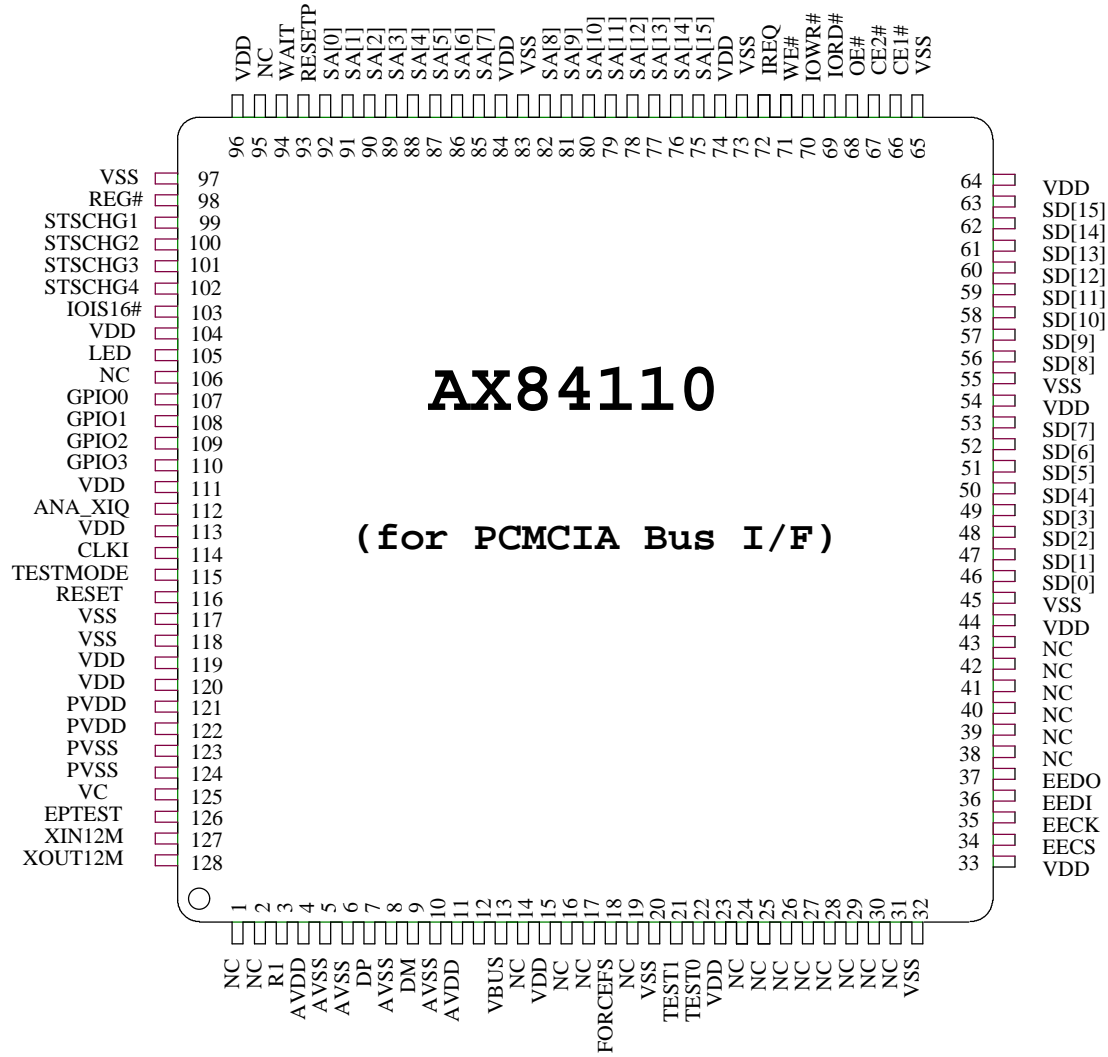 VDD
NC
WAIT
RESETP
SA[0]
SA[1]
SA[2]
SA[3]
SA[4]
SA[5]
SA[6]
SA[7]
VDD
VSS
SA[8]
SA[9]
SA[10]
SA[11]
SA[12]
SA[13]
SA[14]
SA[15]
VDD
VSS
IREQ
WE#
IOWR#
IORD#
OE#
CE2#
CE1#
VSS
96 95 94 93 92 91 90 89 88 87 86 85 84 83 82 81 80 79 78 77 76 75 74 73 72 71 70 69 68 67 66 65
VSS 97
REG# 98
STSCHG1 99
STSCHG2 100
STSCHG3 101
STSCHG4 102
IOIS16# 103
VDD 104
LED 105
NC 106
GPIO0 107
GPIO1 108
GPIO2 109
GPIO3 110
VDD 111
ANA_XIQ 112
VDD 113
CLKI 114
TESTMODE 115
RESET 116
VSS 117
VSS 118
VDD 119
VDD 120
PVDD 121
PVDD 122
PVSS 123
PVSS 124
VC 125
EPTEST 126
XIN12M 127
XOUT12M 128
AX84110
(for PCMCIA Bus I/F)
64 VDD
63 SD[15]
62 SD[14]
61 SD[13]
60 SD[12]
59 SD[11]
58 SD[10]
57 SD[9]
56 SD[8]
55 VSS
54 VDD
53 SD[7]
52 SD[6]
51 SD[5]
50 SD[4]
49 SD[3]
48 SD[2]
47 SD[1]
46 SD[0]
45 VSS
44 VDD
43 NC
42 NC
41 NC
40 NC
39 NC
38 NC
37 EEDO
36 EEDI
35 EECK
34 EECS
33 VDD
1 2 3 4 5 6 7 8 9 10 11 12 13 14 15 16 17 18 19 20 21 22 23 24 25 26 27 28 29 30 31 32
NC
NC
R1
AVDD
AVSS
AVSS
DP
AVSS
DM
AVSS
AVDD
VBUS
NC
VDD
NC
NC
FORCEFS
NC
VSS
TEST1
TEST0
VDD
NC
NC
NC
NC
NC
NC
NC
NC
VSS